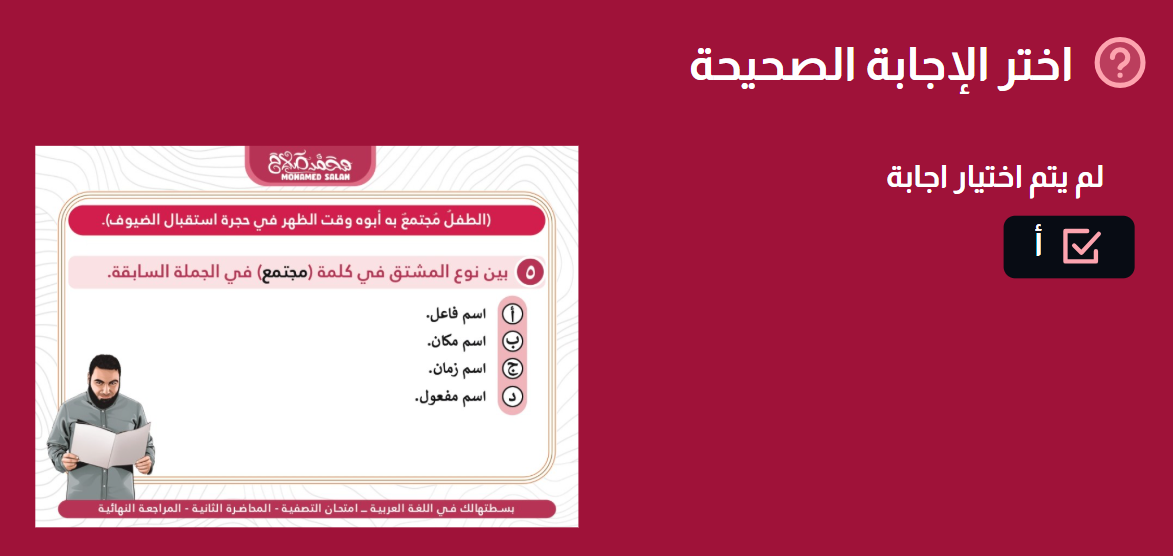 اختر الإجابة الصحيحة
لم يتم اختيار اجابة
أ
محمد صلاح
MOHAMED SALAH
(الطفلُ مُجتمعَ به أبوه وقت الظهر في حجرة استقبال الضيوف).
٥ بين نوع المشتق في كلمة (مجتمع) في الجملة السابقة.
أ اسم فاعل.
ب اسم مكان.
ج اسم زمان.
د اسم مفعول.
بسطتهالك في اللغة العربية – امتحان التصفية - المحاضرة الثانية - المراجعة النهائية